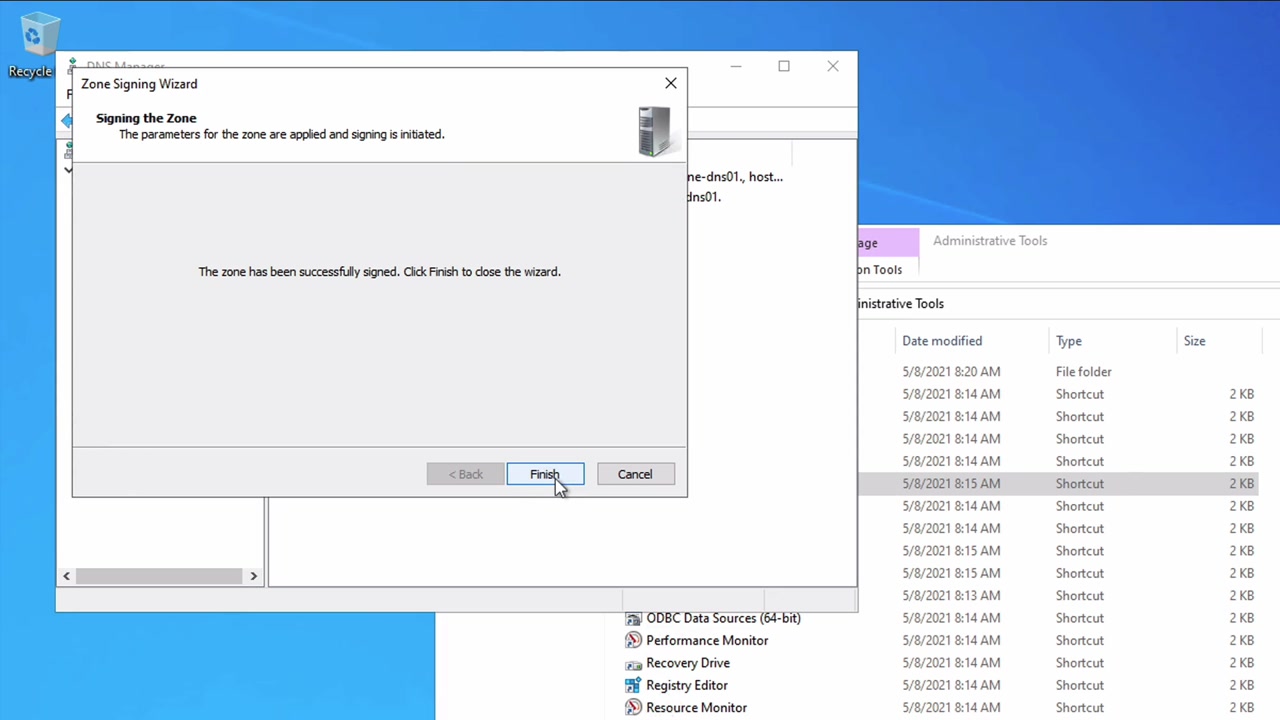 Recycle
DNS Manager
Zone Signing Wizard
Signing the Zone
The parameters for the zone are applied and signing is initiated.
ne-dns01., host...
dns01.
The zone has been successfully signed. Click Finish to close the wizard.
< Back
Finish
Cancel
age
Administrative Tools
on Tools
inistrative Tools
Date modified Type Size
5/8/2021 8:20 AM File folder
5/8/2021 8:14 AM Shortcut 2 KB
5/8/2021 8:14 AM Shortcut 2 KB
5/8/2021 8:14 AM Shortcut 2 KB
5/8/2021 8:14 AM Shortcut 2 KB
5/8/2021 8:15 AM Shortcut 2 KB
5/8/2021 8:14 AM Shortcut 2 KB
5/8/2021 8:14 AM Shortcut 2 KB
5/8/2021 8:15 AM Shortcut 2 KB
5/8/2021 8:15 AM Shortcut 2 KB
5/8/2021 8:13 AM Shortcut 2 KB
ODBC Data Sources (64-bit) 5/8/2021 8:14 AM Shortcut 2 KB
Performance Monitor 5/8/2021 8:14 AM Shortcut 2 KB
Recovery Drive 5/8/2021 8:14 AM Shortcut 2 KB
Registry Editor 5/8/2021 8:14 AM Shortcut 2 KB
Resource Monitor 5/8/2021 8:14 AM Shortcut 2 KB